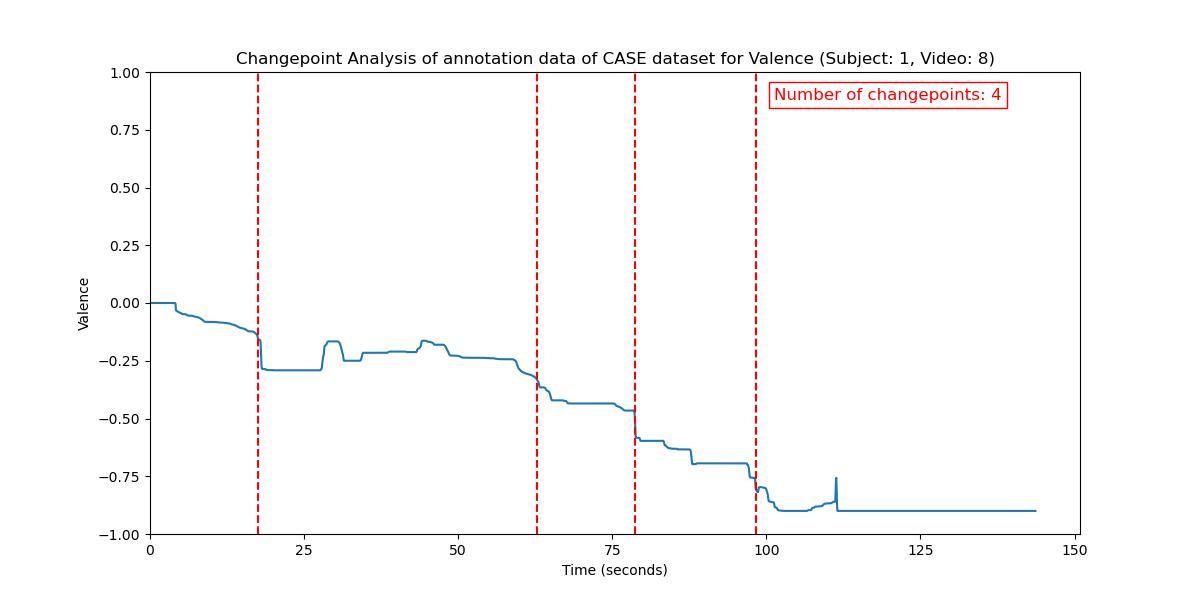 Changepoint Analysis of annotation data of CASE dataset for Valence (Subject: 1, Video: 8)
Number of changepoints: 4
1.00
0.75
0.50
0.25
0.00
−0.25
−0.50
−0.75
−1.00
Valence
0 25 50 75 100 125 150
Time (seconds)